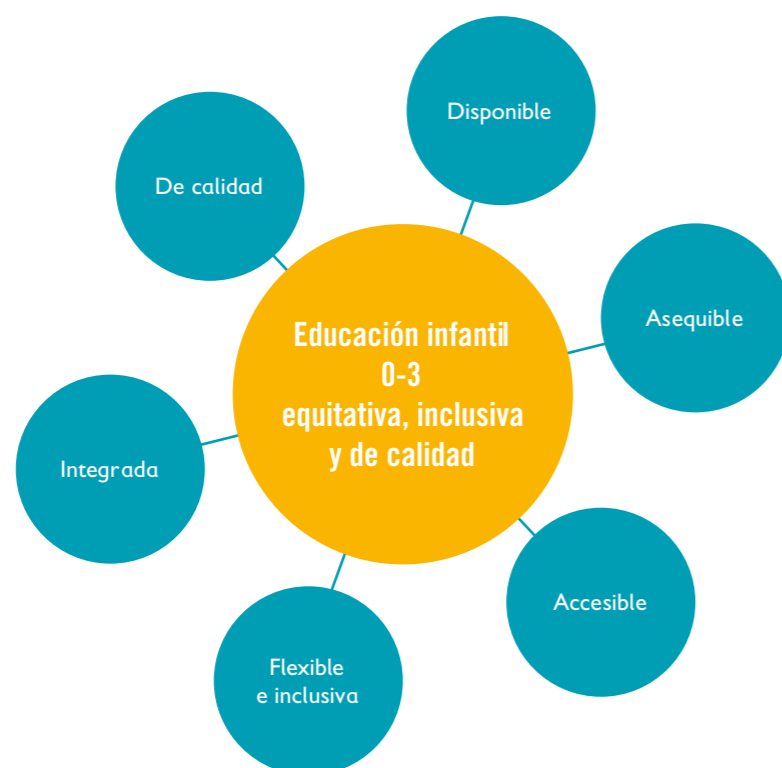 Disponible
De calidad
Asequible
Educación infantil
0-3
equitativa, inclusiva
y de calidad
Integrada
Accesible
Flexible
e inclusiva